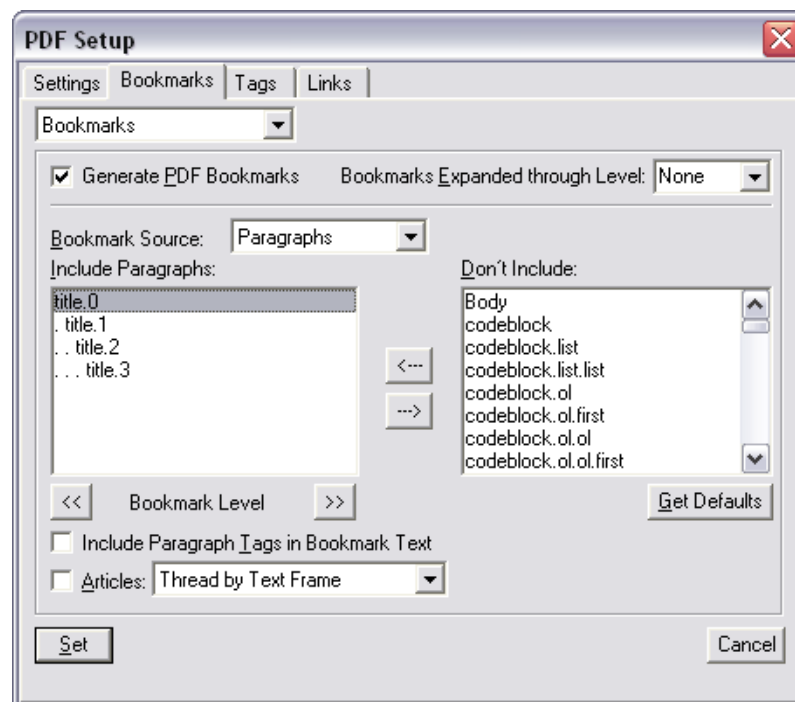 PDF Setup
Settings Bookmarks Tags Links
Bookmarks
Generate PDF Bookmarks Bookmarks Expanded through Level: None
Bookmark Source: Paragraphs
Include Paragraphs: Don´t Include:
title.0
. title.1
. . title.2
. . . title.3
<---
--->
Body
codeblock
codeblock.list
codeblock.list.list
codeblock.ol
codeblock.ol.first
codeblock.ol.ol
codeblock.ol.ol.first
<< Bookmark Level >> Get Defaults
Include Paragraph Tags in Bookmark Text
Articles: Thread by Text Frame
Set Cancel